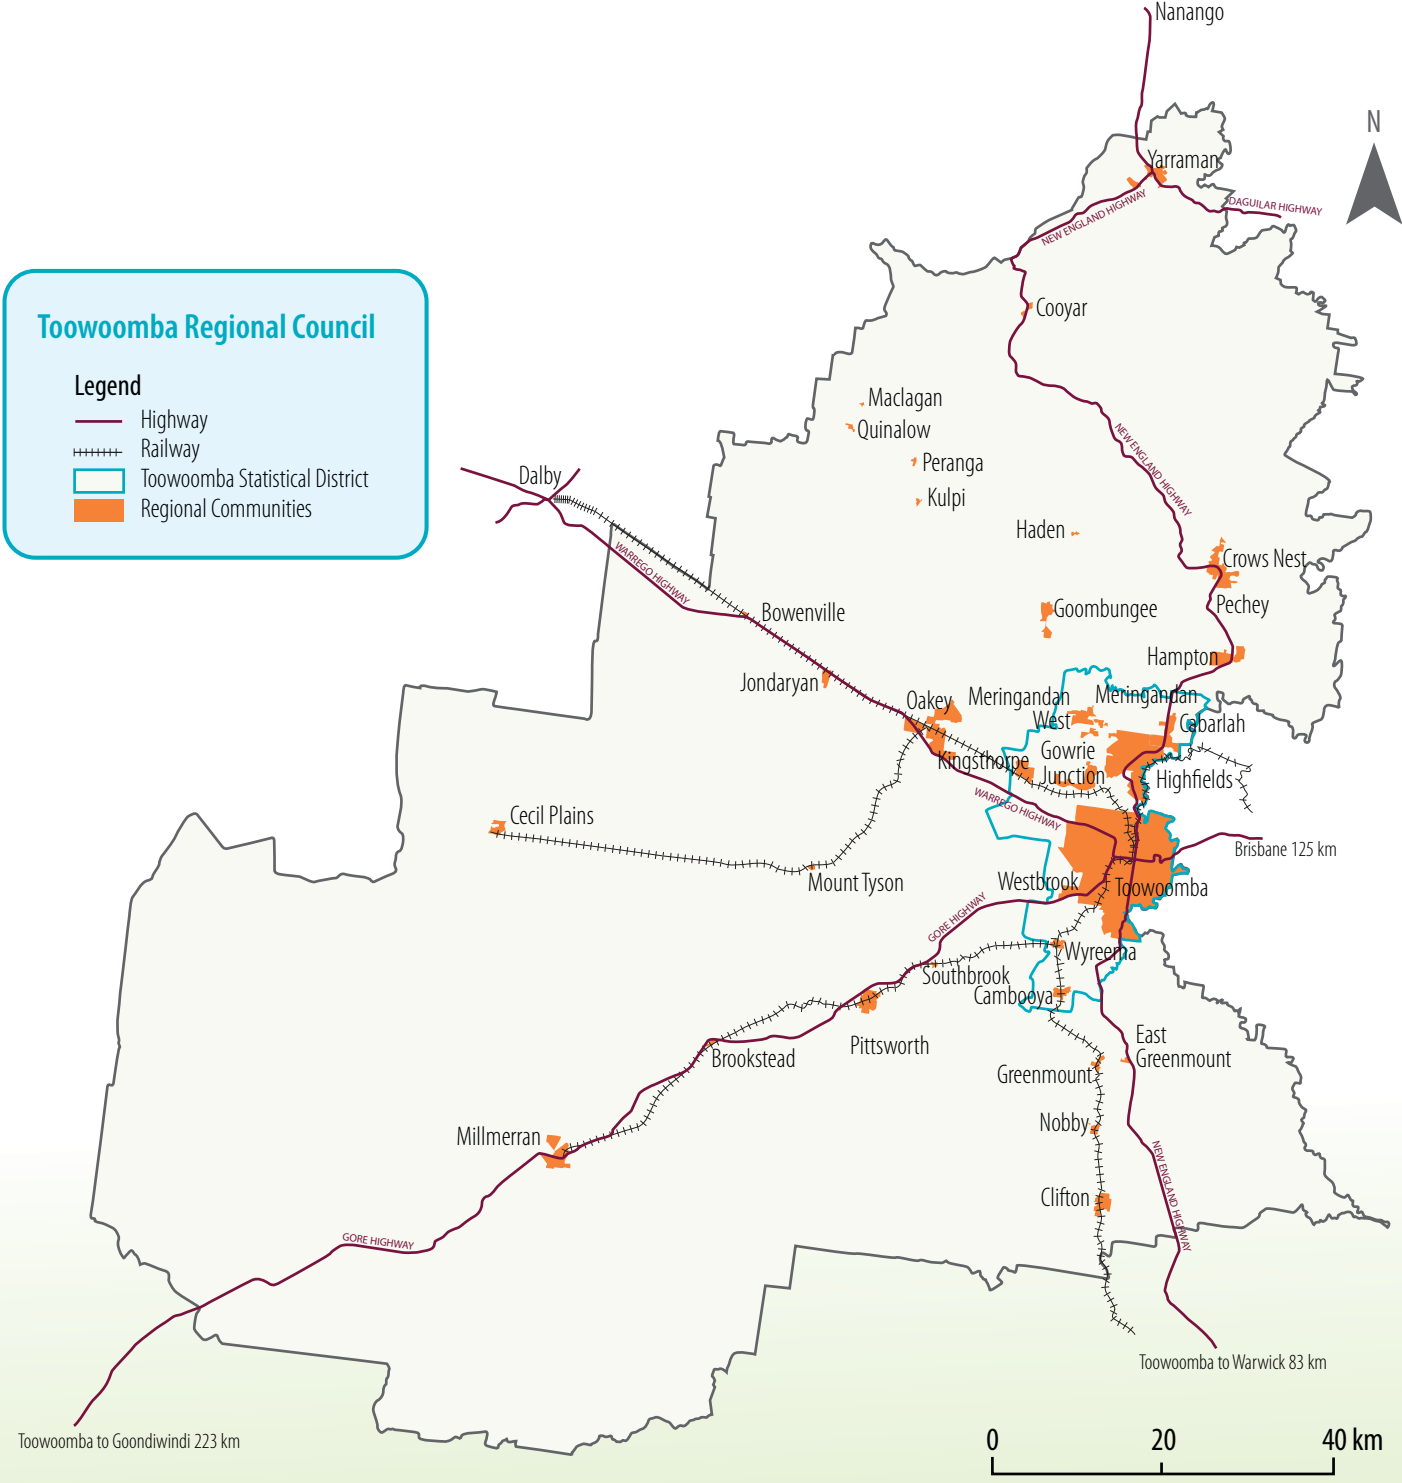 Nanango
N
Yarraman
DAGUILAR HIGHWAY
NEW ENGLAND HIGHWAY
Cooyar
Toowoomba Regional Council
Legend
Highway
Railway
Toowoomba Statistical District
Regional Communities
Maclagan
Quinalow
Peranga
Kulpi
NEW ENGLAND HIGHWAY
Dalby
Haden
WARREGO HIGHWAY
Crows Nest
Pechey
Goombungee
Bowenville
Hampton
Jondaryan
Oakey
Meringandan
West
Meringandan
Cabarlah
Gowrie
Junction
Kingsthorpe
Highfields
WARREGO HIGHWAY
Cecil Plains
Brisbane 125 km
Mount Tyson
Westbrook
Toowoomba
GORE HIGHWAY
Wyreema
Southbrook
Cambooya
Pittsworth
East
Greenmount
Brookstead
Greenmount
Nobby
Millmerran
NEW ENGLAND HIGHWAY
Clifton
GORE HIGHWAY
Toowoomba to Warwick 83 km
Toowoomba to Goondiwindi 223 km
0 20 40 km